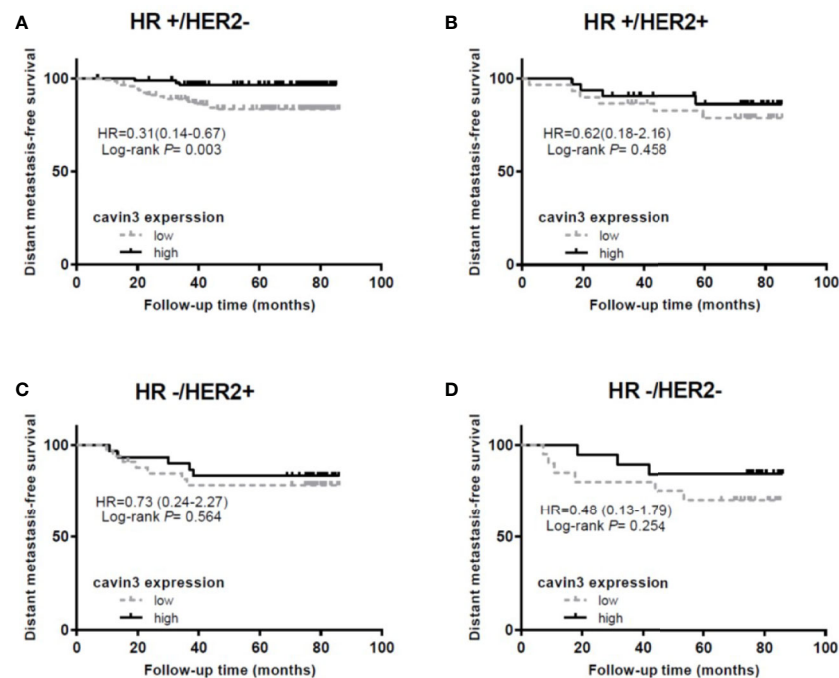 A
HR +/HER2-
Distant metastasis-free survival
100
50
0
HR=0.31(0.14-0.67)
Log-rank P= 0.003
cavin3 experssion
low
high
0 20 40 60 80 100
Follow-up time (months)
B
HR +/HER2+
Distant metastasis-free survival
100
50
0
HR=0.62(0.18-2.16)
Log-rank P= 0.458
cavin3 expression
low
high
0 20 40 60 80 100
Follow-up time (months)
C
HR -/HER2+
Distant metastasis-free survival
100
50
0
HR=0.73 (0.24-2.27)
Log-rank P= 0.564
cavin3 expression
low
high
0 20 40 60 80 100
Follow-up time (months)
D
HR -/HER2-
Distant metastasis-free survival
100
50
0
HR=0.48 (0.13-1.79)
Log-rank P= 0.254
cavin3 expression
low
high
0 20 40 60 80 100
Follow-up time (months)